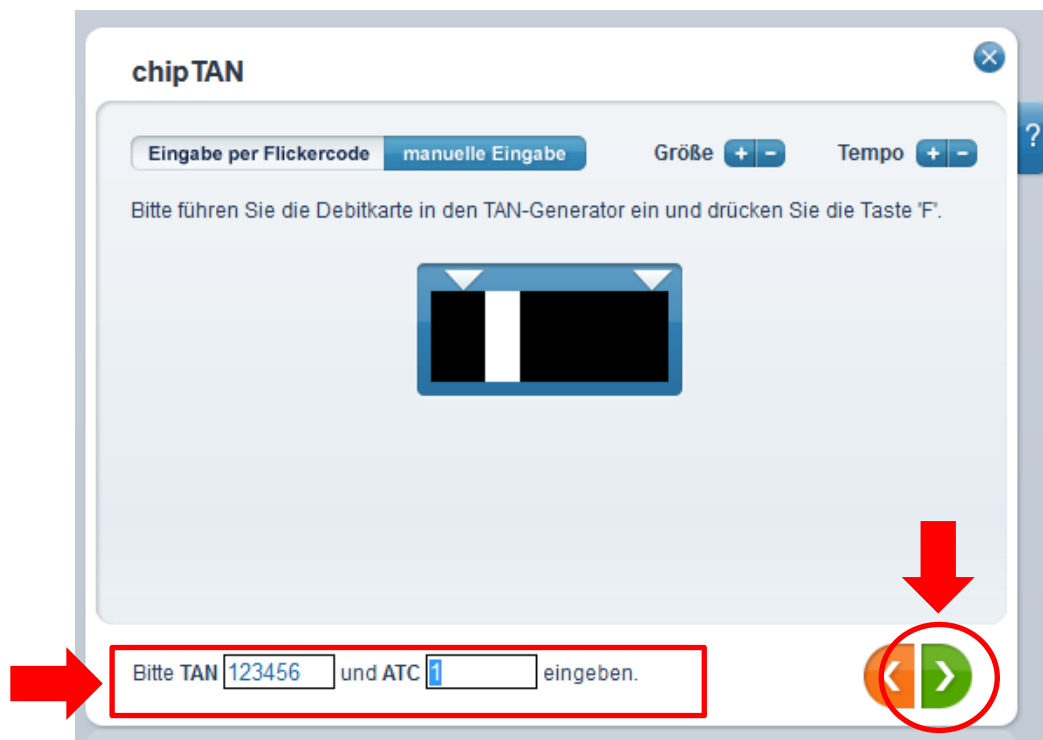 chipTAN
?
Eingabe per Flickercode manuelle Eingabe Größe + - Tempo + -
Bitte führen Sie die Debitkarte in den TAN-Generator ein und drücken Sie die Taste 'F'.
Bitte TAN 123456 und ATC 1 eingeben.